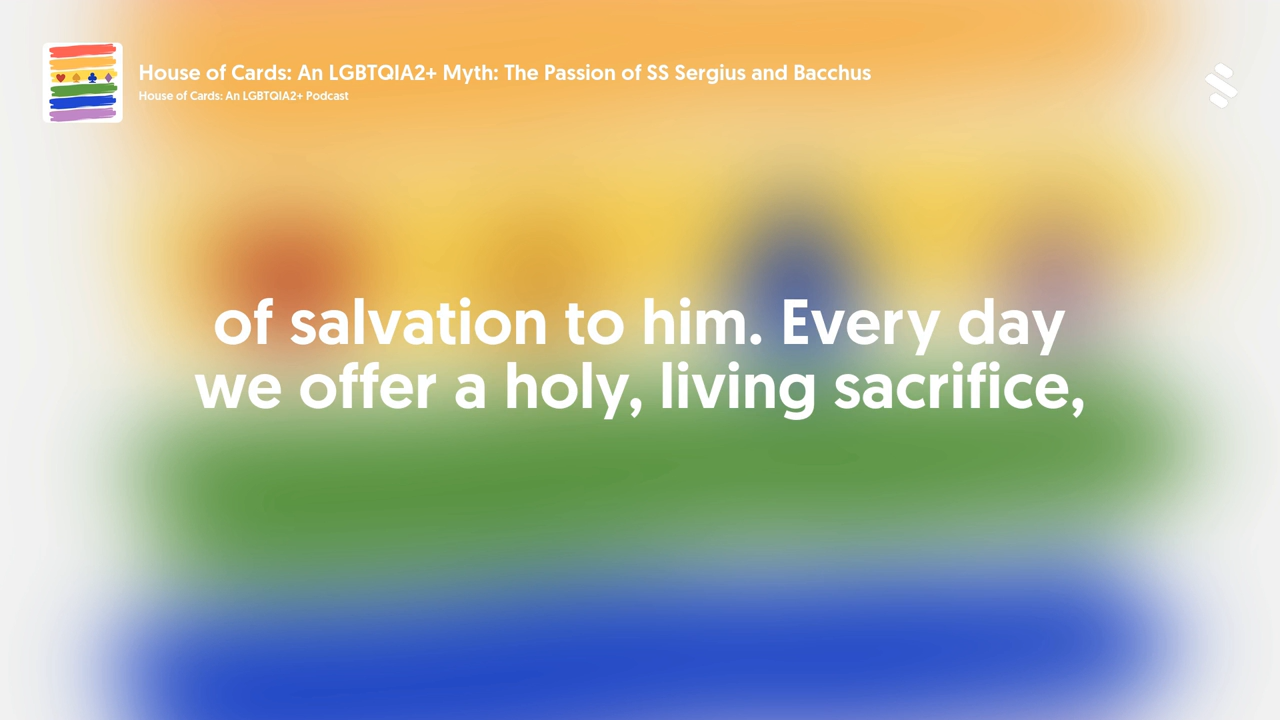 House of Cards: An LGBTQIA2+ Myth: The Passion of SS Sergius and Bacchus
House of Cards: An LGBTQIA2+ Podcast
of salvation to him. Every day
we offer a holy, living sacrifice,